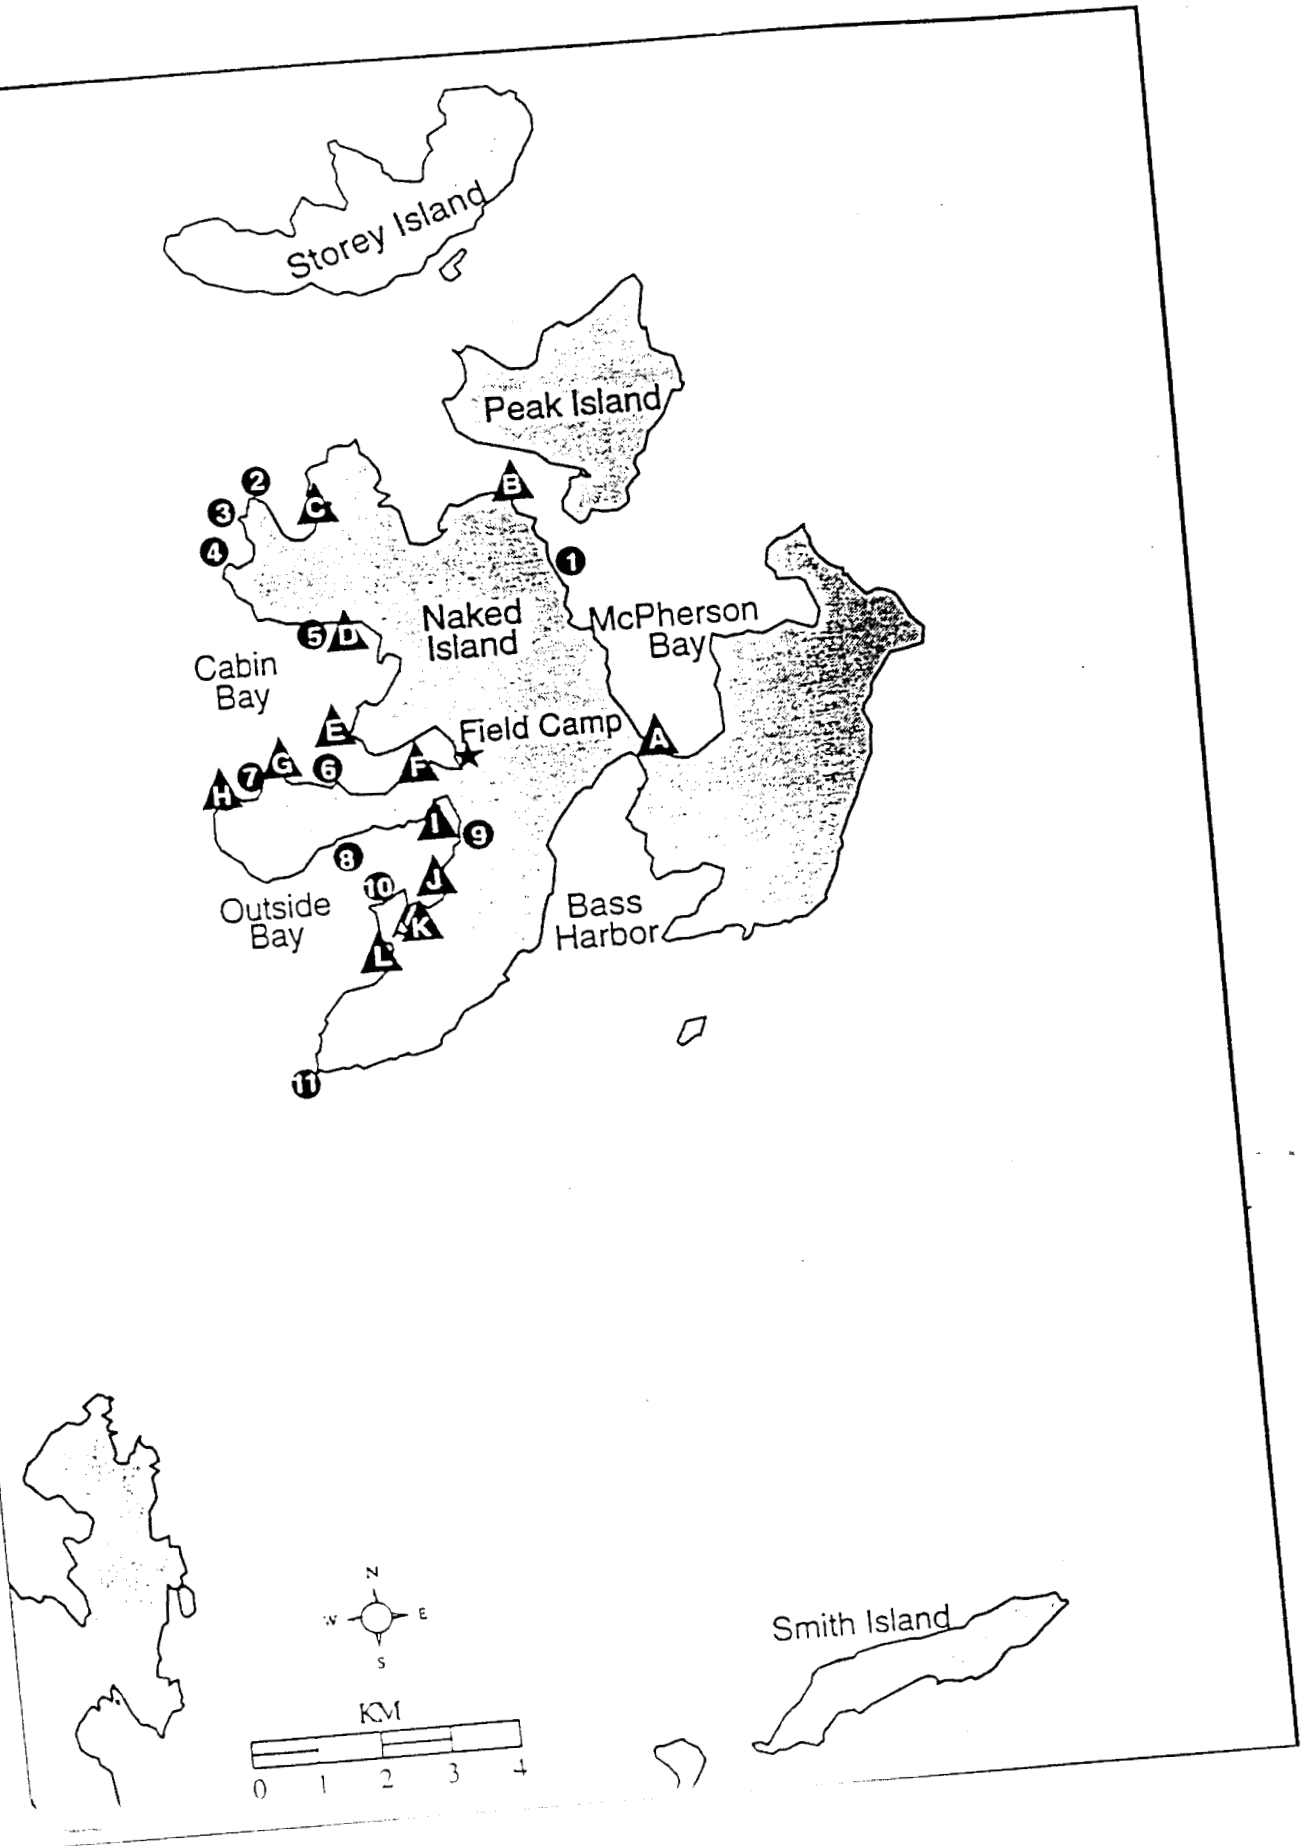 Storey Island
Peak Island
B
2
C
3
4
1
Naked
Island
McPherson
Bay
5
D
Cabin
Bay
E
Field Camp
A
G
6
F
7
H
I
9
8
J
10
Outside
Bay
K
L
Bass
Harbor
11
N
W
E
S
Smith Island
KM
0 1 2 3 4